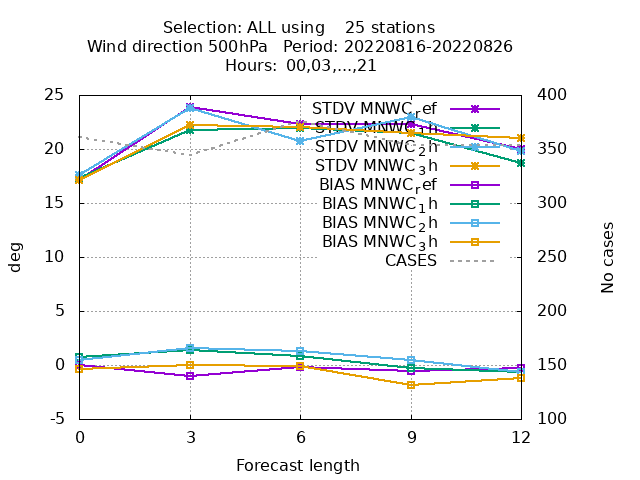 Selection: ALL using 25 stations
Wind direction 500hPa Period: 20220816-20220826
Hours: 00,03,...,21
25
20
15
10
5
0
-5
deg
400
350
300
250
200
150
100
No cases
STDV MNWC_ref
STDV MNWC_1h
STDV MNWC_2h
STDV MNWC_3h
BIAS MNWC_ref
BIAS MNWC_1h
BIAS MNWC_2h
BIAS MNWC_3h
CASES
0 3 6 9 12
Forecast length